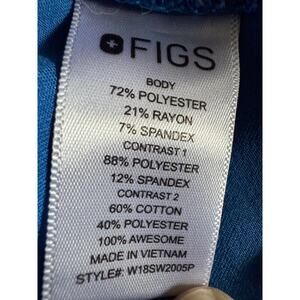 FIGS
BODY
72% POLYESTER
21% RAYON
7% SPANDEX
CONTRAST 1
88% POLYESTER
12% SPANDEX
CONTRAST 2
60% COTTON
40% POLYESTER
100% AWESOME
MADE IN VIETNAM
STYLE#: W18SW2005P